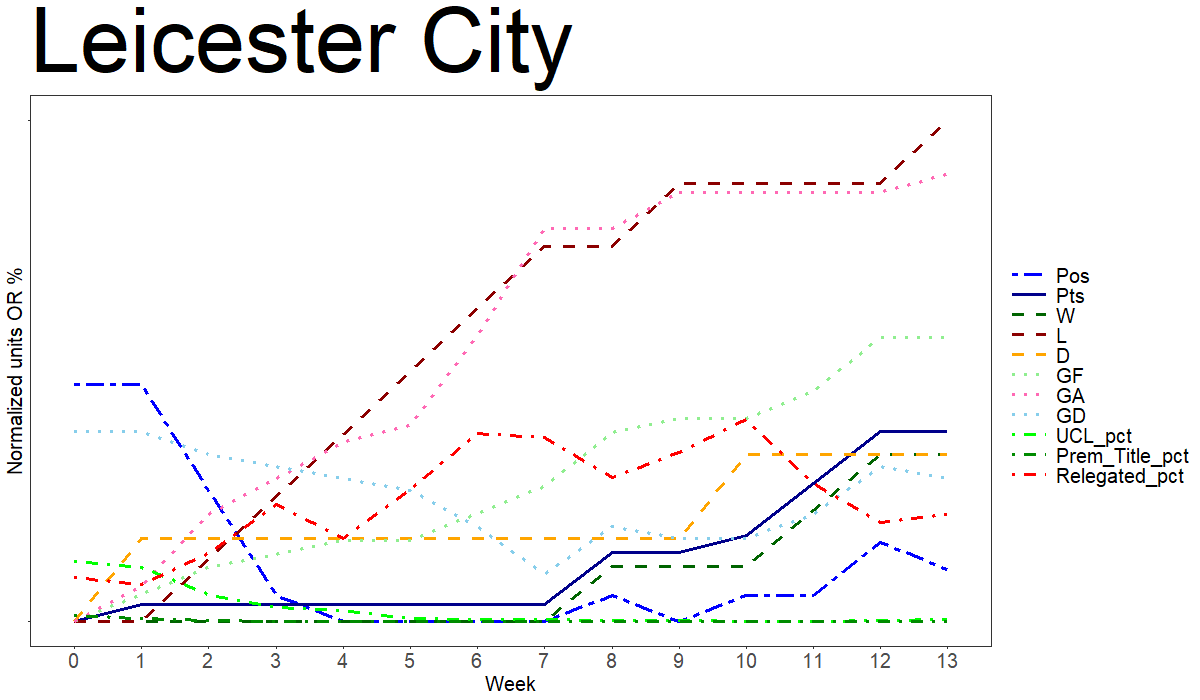 Leicester City
Normalized units OR %
0 1 2 3 4 5 6 7 8 9 10 11 12 13
Week
Pos
Pts
W
L
D
GF
GA
GD
UCL_pct
Prem_Title_pct
Relegated_pct